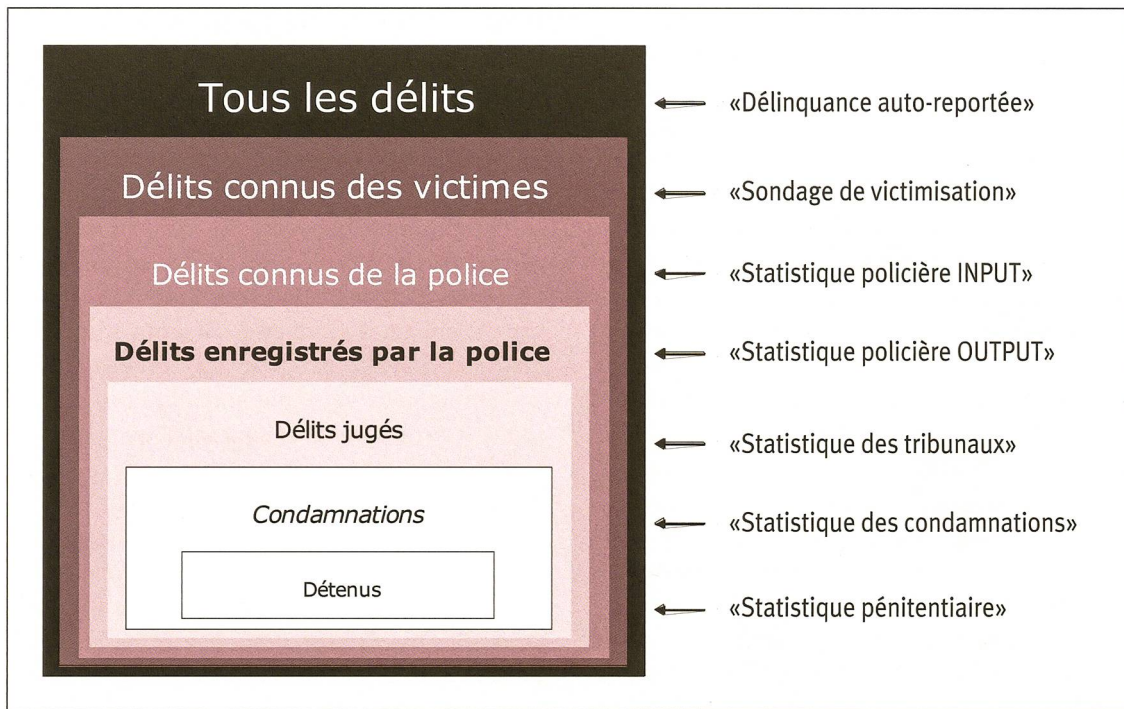 Tous les délits
«Délinquance auto-reportée»
Délits connus des victimes
«Sondage de victimisation»
Délits connus de la police
«Statistique policière INPUT»
Délits enregistrés par la police
«Statistique policière OUTPUT»
Délits jugés
«Statistique des tribunaux»
Condamnations
«Statistique des condamnations»
Détenus
«Statistique pénitentiaire»